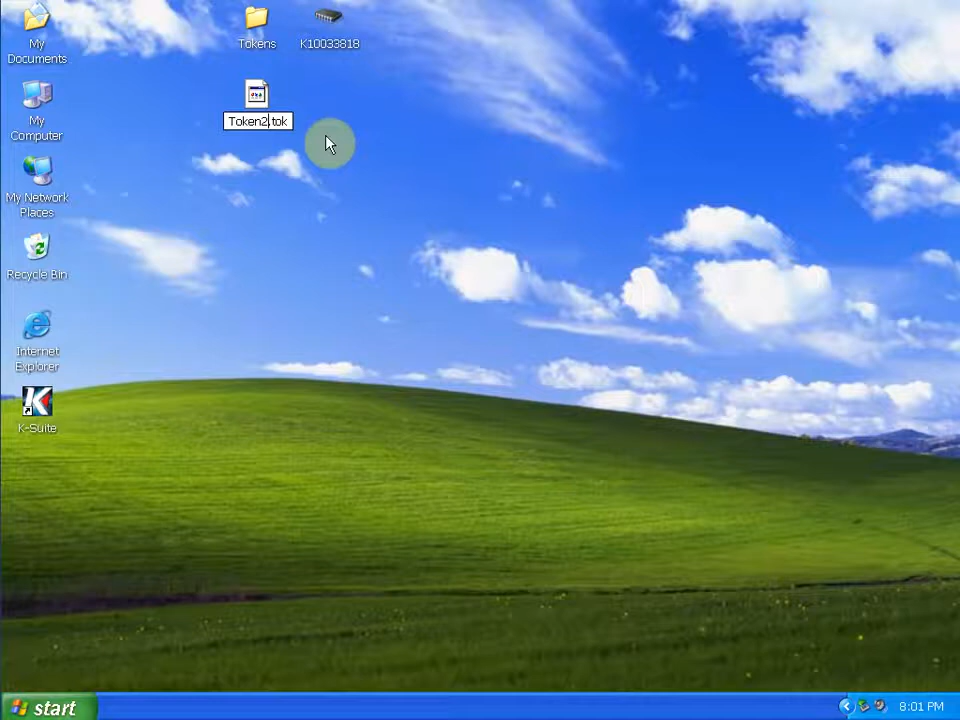 My
Documents
Tokens
K10033818
My
Computer
Token2.tok
My Network
Places
Recycle Bin
Internet
Explorer
K
K-Suite
start
8:01 PM